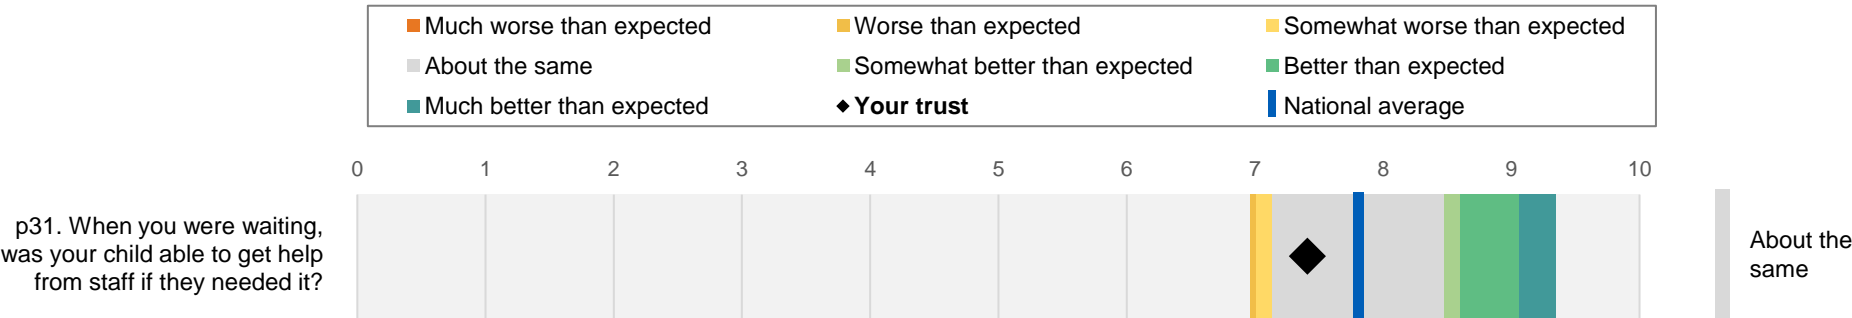 Much worse than expected
Worse than expected
Somewhat worse than expected
About the same
Somewhat better than expected
Better than expected
Much better than expected
Your trust
National average
0 1 2 3 4 5 6 7 8 9 10
p31. When you were waiting,
was your child able to get help
from staff if they needed it?
About the
same